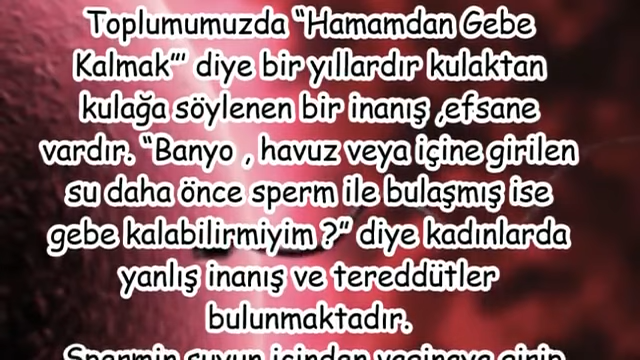 Toplumumuzda “Hamamdan Gebe
Kalmak”’ diye bir yıllardır kulaktan
kulağa söylenen bir inanış ,efsane
vardır. “Banyo , havuz veya içine girilen
su daha önce sperm ile bulaşmış ise
gebe kalabilirmiyim ?” diye kadınlarda
yanlış inanış ve tereddütler
bulunmaktadır.
Spermin suyun içinden vaginaya girip